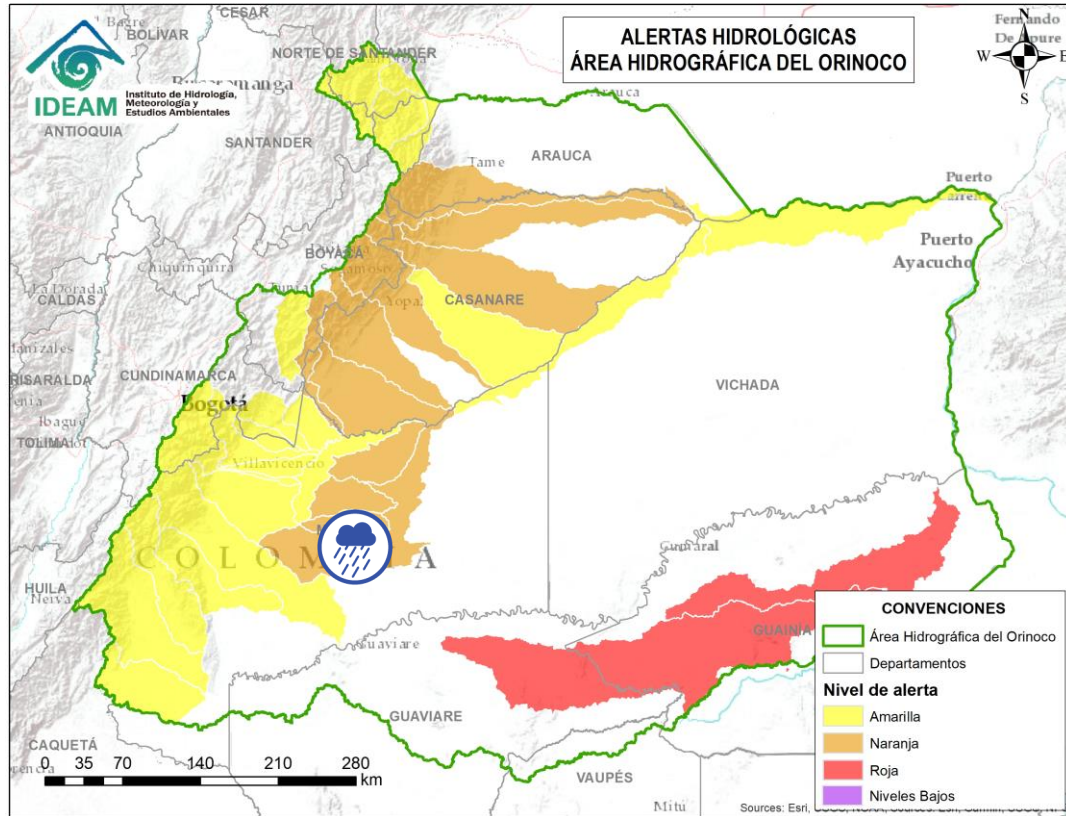 ALERTAS HIDROLÓGICAS
ÁREA HIDROGRÁFICA DEL ORINOCO
IDEAM
Instituto de Hidrología,
Meteorología y
Estudios Ambientales
N
W
E
S
CESAR
BOLÍVAR
NORTE DE SANTANDER
ANTIOQUIA
SANTANDER
Arauca
ARAUCA
Tame
Puerto
Puerto
Ayacucho
BOYACÁ
Chiquinquirá
La Dorada
CALDAS
Tunja
Yopal
CASANARE
RISARALDA
CUNDINAMARCA
Bogotá
VICHADA
Ibagué
TOLIMA
Villavicencio
COLOMBIA
HUILA
Neiva
GUAINÍA
Guaviare
GUAVIARE
CAQUETÁ
VAUPÉS
Mitú
0 35 70 140 210 280
km
CONVENCIONES
Área Hidrográfica del Orinoco
Departamentos
Nivel de alerta
Amarilla
Naranja
Roja
Niveles Bajos
Sources: Esri,